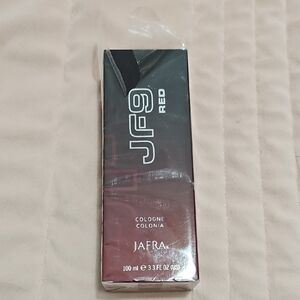 JF9
RED
COLOGNE
COLONIA
JAFRA
100 ml e 3.3 FL OZ